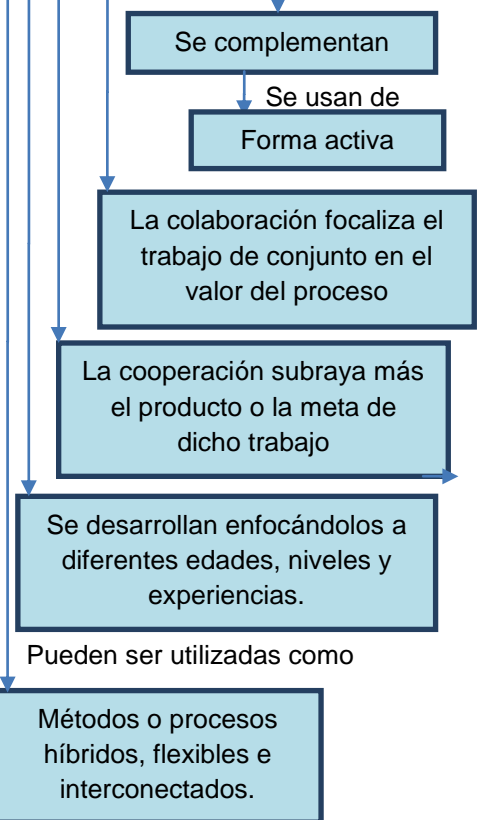 Se complementan
Se usan de
Forma activa
La colaboración focaliza el
trabajo de conjunto en el
valor del proceso
La cooperación subraya más
el producto o la meta de
dicho trabajo
Se desarrollan enfocándolos a
diferentes edades, niveles y
experiencias.
Pueden ser utilizadas como
Métodos o procesos
híbridos, flexibles e
interconectados.